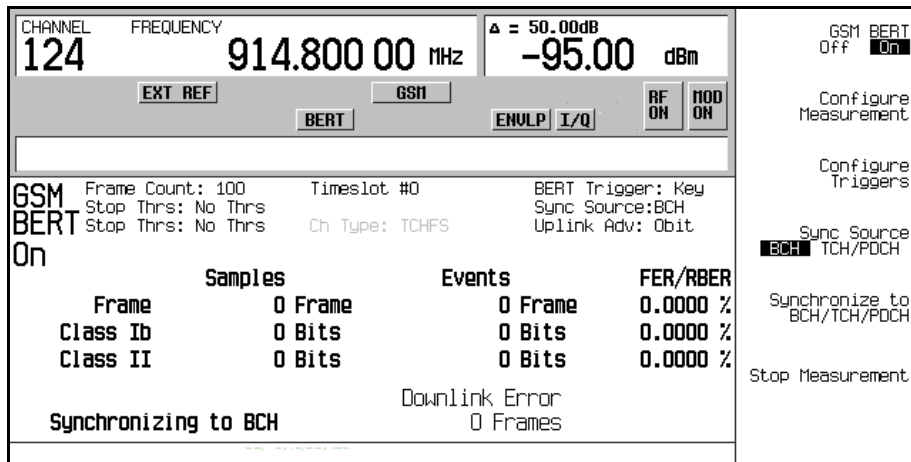 CHANNEL FREQUENCY
124 914.800 00 MHz
Δ = 50.00dB
-95.00 dBm
EXT REF GSM
BERT ENVLP I/Q
RF ON
MOD ON
GSM BERT On
Frame Count: 100 Timeslot #0 BERT Trigger: Key
Stop Thrs: No Thrs Sync Source:BCH
Stop Thrs: No Thrs Ch Type: TCHFS Uplink Adv: 0bit
Samples Events FER/RBER
Frame 0 Frame 0 Frame 0.0000 %
Class Ib 0 Bits 0 Bits 0.0000 %
Class II 0 Bits 0 Bits 0.0000 %
Downlink Error
Synchronizing to BCH 0 Frames
GSM BERT
Off On
Configure
Measurement
Configure
Triggers
Sync Source
BCH TCH/PDCH
Synchronize to
BCH/TCH/PDCH
Stop Measurement